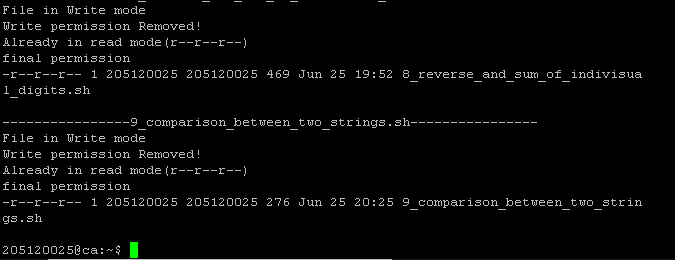 File in Write mode
Write permission Removed!
Already in read mode(r--r--r--)
final permission
-r--r--r-- 1 205120025 205120025 469 Jun 25 19:52 8_reverse_and_sum_of_indivisua
l_digits.sh
----------------9_comparison_between_two_strings.sh----------------
File in Write mode
Write permission Removed!
Already in read mode(r--r--r--)
final permission
-r--r--r-- 1 205120025 205120025 276 Jun 25 20:25 9_comparison_between_two_strin
gs.sh
205120025@ca:~$